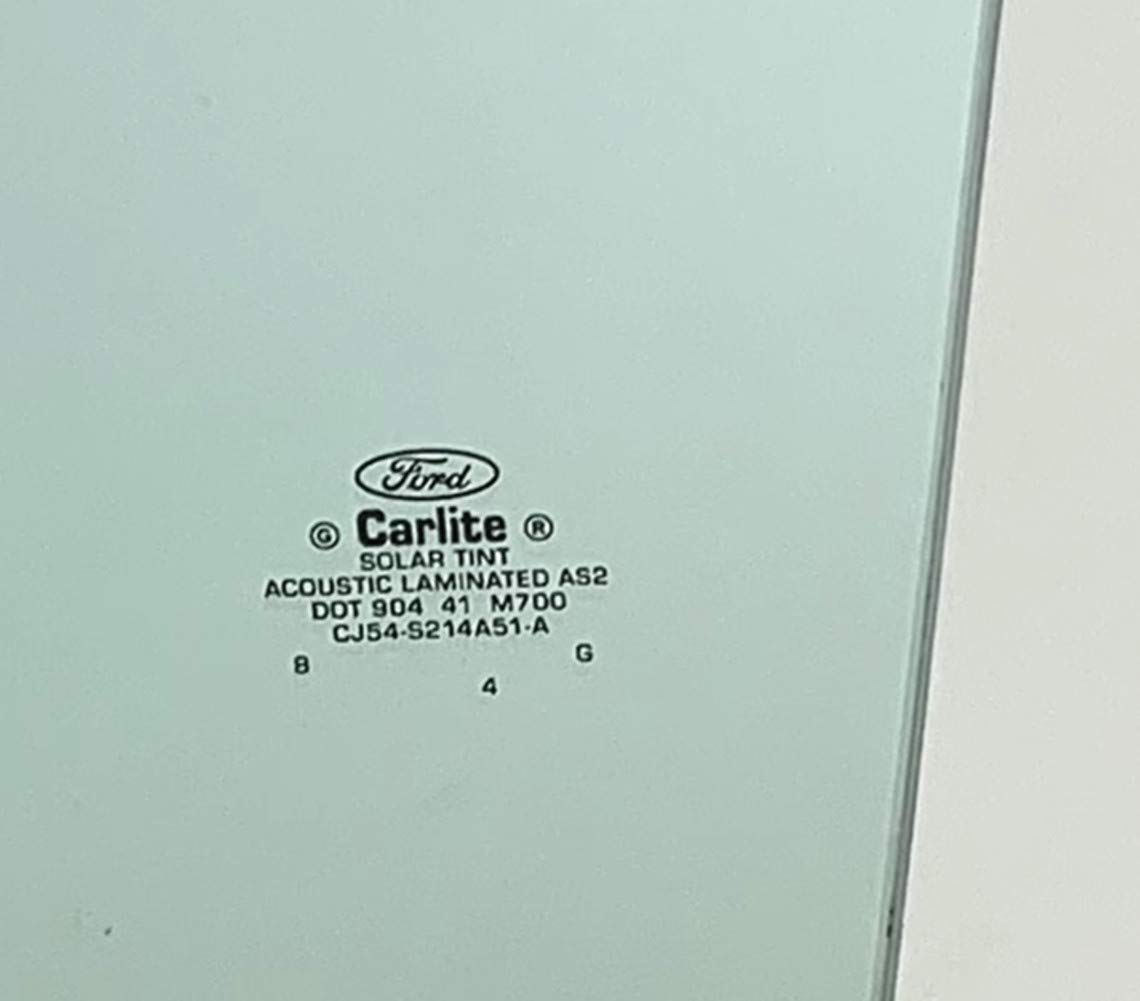 Ford
G Carlite ®
SOLAR TINT
ACOUSTIC LAMINATED AS2
DOT 904 41 M700
CJ54-S214A51-A
8 G
4